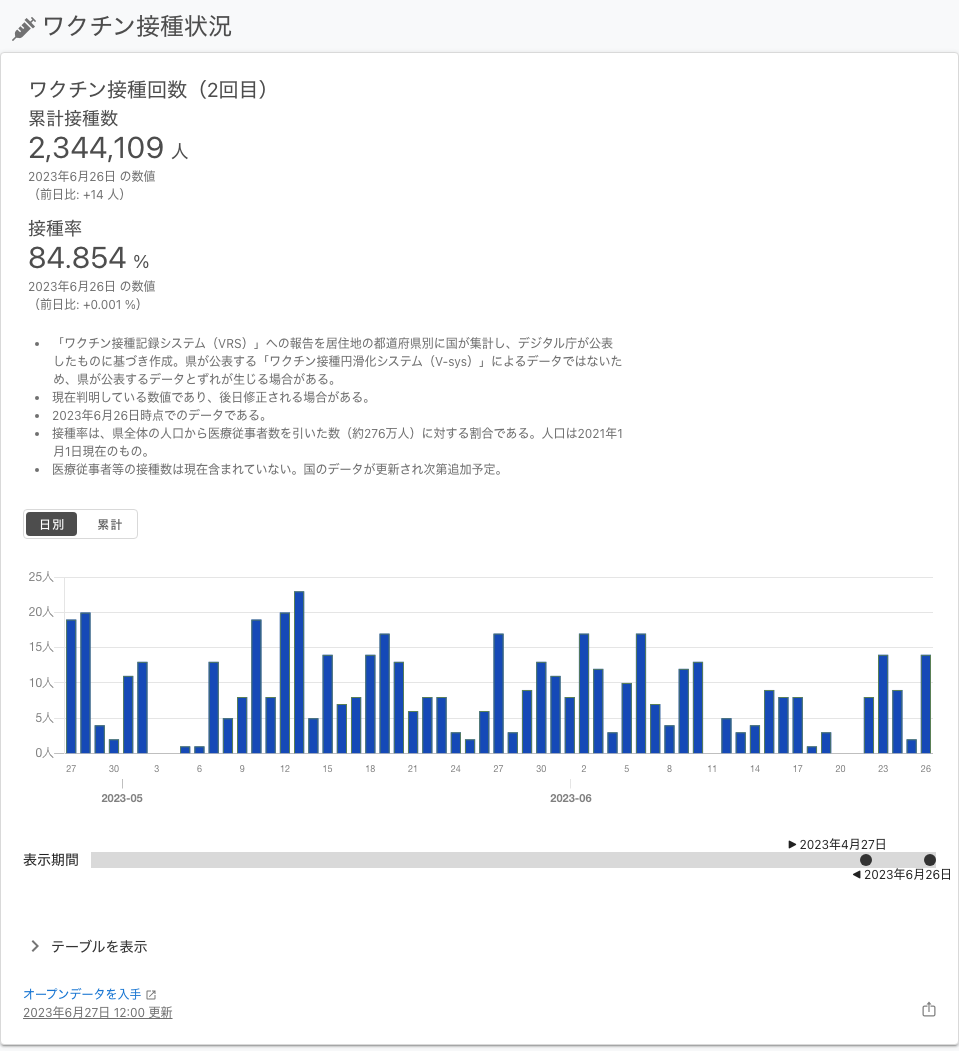 ワクチン接種状況
ワクチン接種回数（2回目）
累計接種数
2,344,109 人
2023年6月26日 の数値
（前日比: +14 人）
接種率
84.854 %
2023年6月26日 の数値
（前日比: +0.001 %）
• 「ワクチン接種記録システム（VRS）」への報告を居住地の都道府県別に国が集計し、デジタル庁が公表
したものに基づき作成。県が公表する「ワクチン接種円滑化システム（V-sys）」によるデータではないた
め、県が公表するデータとずれが生じる場合がある。
• 現在判明している数値であり、後日修正される場合がある。
• 2023年6月26日時点でのデータである。
• 接種率は、県全体の人口から医療従事者数を引いた数（約276万人）に対する割合である。人口は2021年1
月1日現在のもの。
• 医療従事者等の接種数は現在含まれていない。国のデータが更新され次第追加予定。
日別 累計
25人
20人
15人
10人
5人
0人
27 30 3 6 9 12 15 18 21 24 27 30 2 5 8 11 14 17 20 23 26
2023-05 2023-06
2023年4月27日
表示期間
2023年6月26日
テーブルを表示
オープンデータを入手
2023年6月27日 12:00 更新